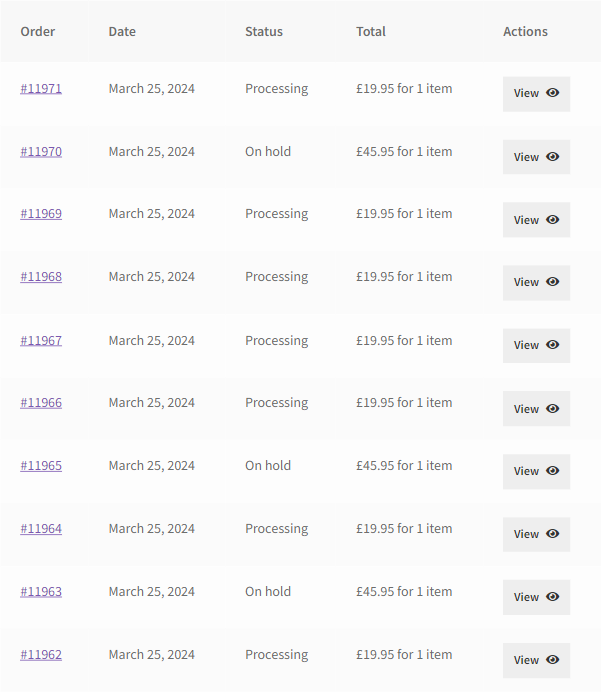 Order Date Status Total Actions
#11971 March 25, 2024 Processing £19.95 for 1 item View
#11970 March 25, 2024 On hold £45.95 for 1 item View
#11969 March 25, 2024 Processing £19.95 for 1 item View
#11968 March 25, 2024 Processing £19.95 for 1 item View
#11967 March 25, 2024 Processing £19.95 for 1 item View
#11966 March 25, 2024 Processing £19.95 for 1 item View
#11965 March 25, 2024 On hold £45.95 for 1 item View
#11964 March 25, 2024 Processing £19.95 for 1 item View
#11963 March 25, 2024 On hold £45.95 for 1 item View
#11962 March 25, 2024 Processing £19.95 for 1 item View